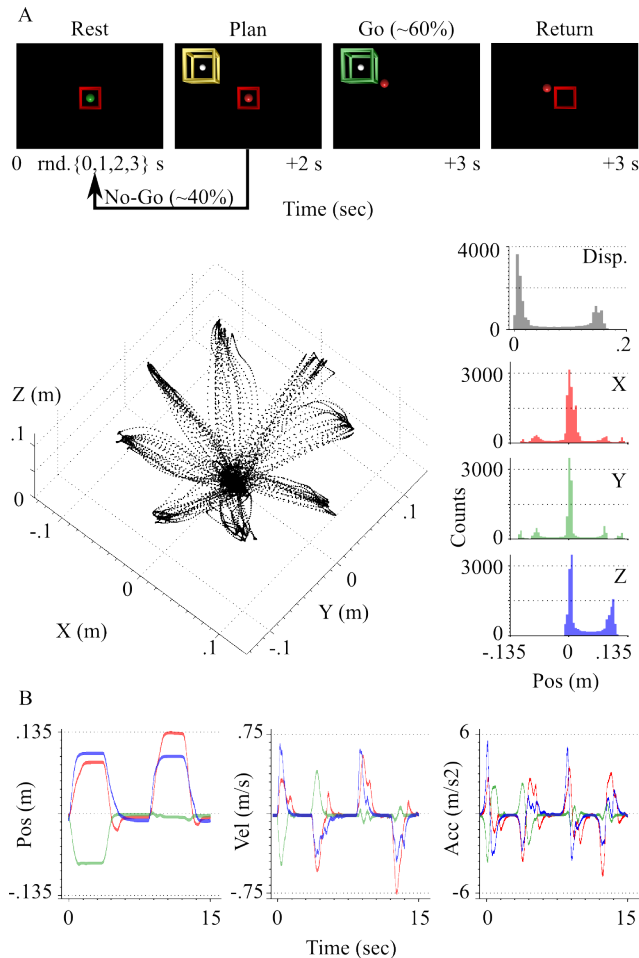 A
Rest Plan Go (~60%) Return
0 rnd.{0,1,2,3} s +2 s +3 s +3 s
No-Go (~40%)
Time (sec)
4000 Disp.
0
0 .2
3000 X
0
3000 Y
0
3000 Z
0
-.135 0 .135
Counts
Pos (m)
Z (m)
.1
0
-.1
0
.1
X (m)
.1
0
-.1
Y (m)
B
.135 .75 6
Pos (m) Vel (m/s) Acc (m/s2)
-.135 -.75 -6
0 15 0 15 0 15
Time (sec)